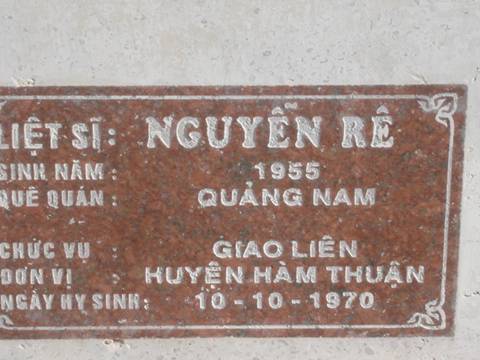 LIỆT SĨ: NGUYỄN RÊ
SINH NĂM: 1955
QUÊ QUÁN: QUẢNG NAM
CHỨC VỤ: GIAO LIÊN
ĐƠN VỊ: HUYỆN HÀM THUẬN
NGÀY HY SINH: 10-10-1970